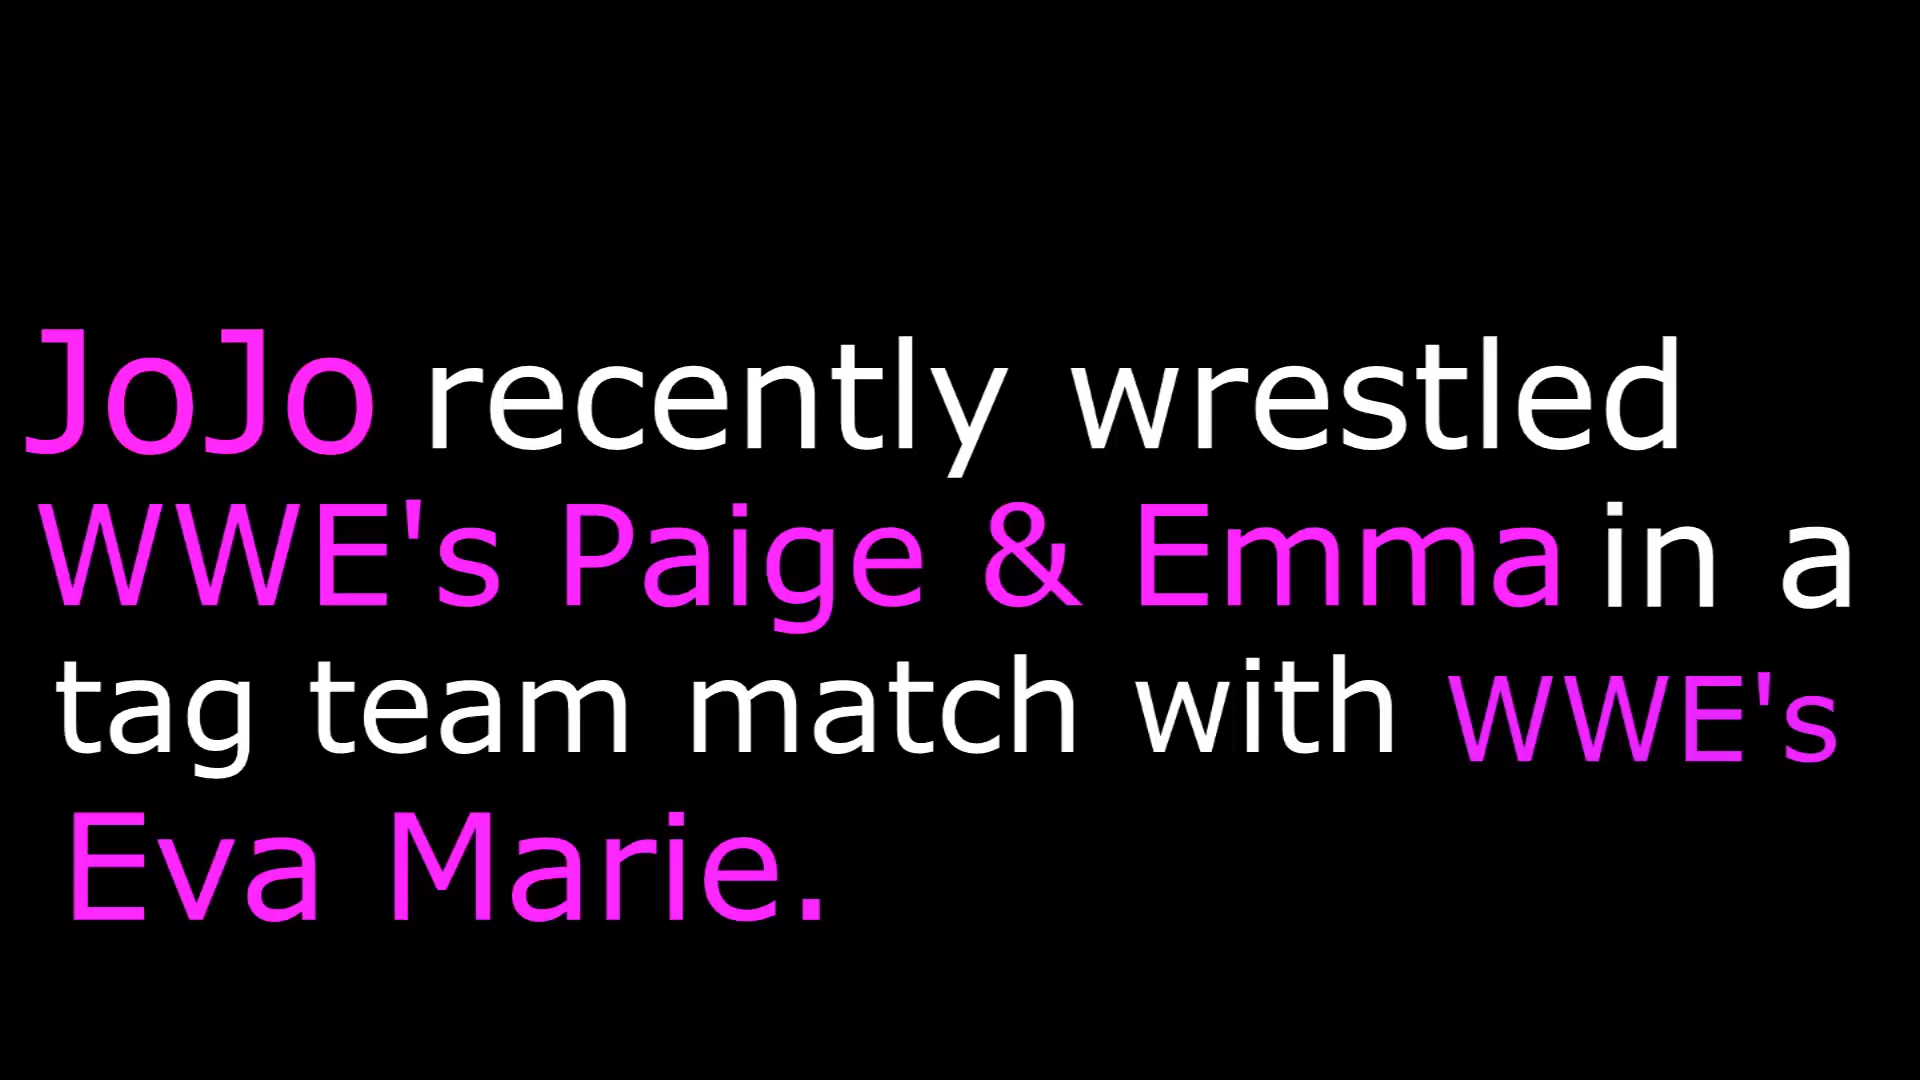 JoJo recently wrestled
WWE's Paige & Emma in a
tag team match with WWE's
Eva Marie.